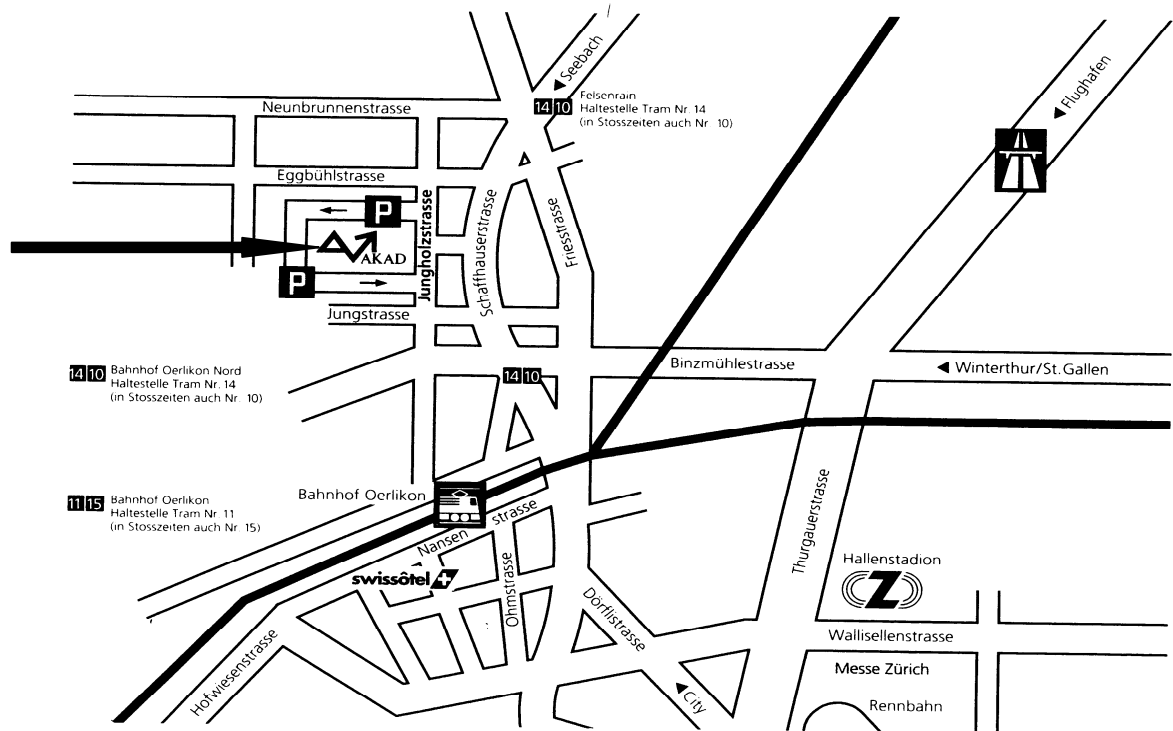 Seebach
Flughafen
Neunbrunnenstrasse
14 10
Felsenrain
Haltestelle Tram Nr. 14
(in Stosszeiten auch Nr. 10)
Eggbühlstrasse
P
AKAD
P
Jungholzstrasse
Schaffhauserstrasse
Friesstrasse
Jungstrasse
Binzmühlestrasse
Winterthur/St.Gallen
14 10
Bahnhof Oerlikon Nord
Haltestelle Tram Nr. 14
(in Stosszeiten auch Nr. 10)
14 10
11 15
Bahnhof Oerlikon
Haltestelle Tram Nr. 11
(in Stosszeiten auch Nr. 15)
Bahnhof Oerlikon
Nansen strasse
swissôtel
Ohmstrasse
Dörflistrasse
Thurgauerstrasse
Hallenstadion
Z
Hofwiesenstrasse
Wallisellenstrasse
Messe Zürich
City
Rennbahn